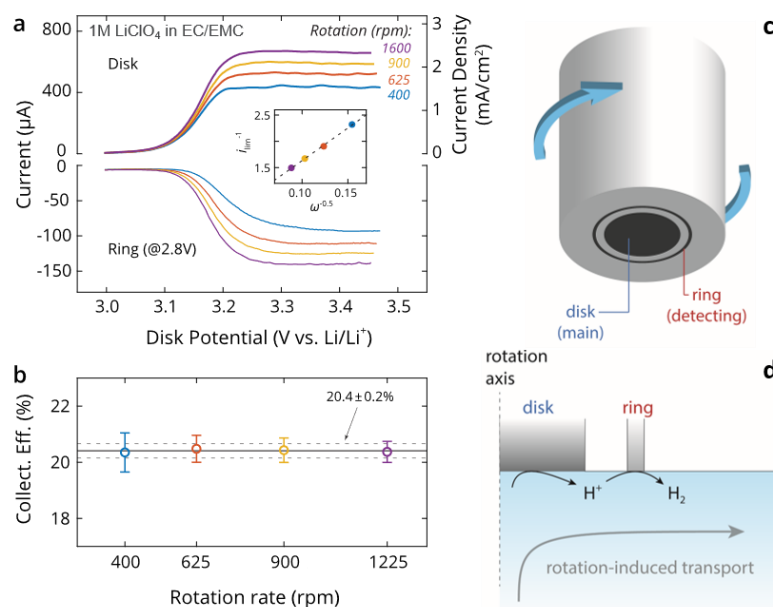 a
1M LiClO₄ in EC/EMC
Rotation (rpm):
Disk
1600
900
625
400
800
400
0
3
2
1
0
Current Density
(mA/cm²)
2.5
1.5
i_lim⁻¹
0.10
0.15
ω⁻⁰·⁵
Current (µA)
0
-50
-100
-150
Ring (@2.8V)
3.0
3.1
3.2
3.3
3.4
3.5
Disk Potential (V vs. Li/Li⁺)
b
Collect. Eff. (%)
22
20
18
20.4 ± 0.2%
400
625
900
1225
Rotation rate (rpm)
c
disk
(main)
ring
(detecting)
d
rotation
axis
disk
ring
H⁺
H₂
rotation-induced transport